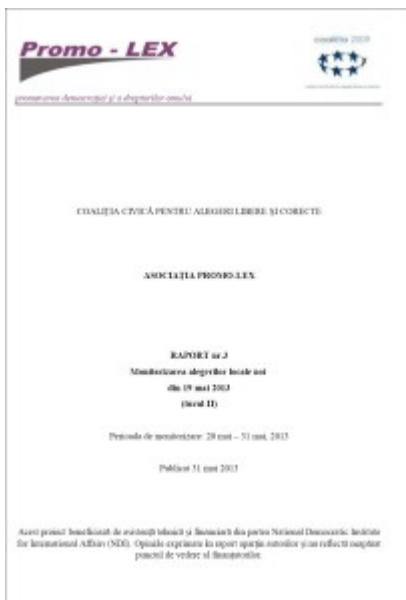 Promo - LEX
coaliția 2009
promovarea democrației și a drepturilor omului
COALIȚIA CIVICĂ PENTRU ALEGERI LIBERE ȘI CORECTE
ASOCIAȚIA PROMO-LEX
RAPORT nr.3
Monitorizarea alegerilor locale noi
din 19 mai 2013
(turul II)
Perioada de monitorizare: 20 mai – 31 mai, 2013
Publicat 31 mai 2013
Acest proiect beneficiază de asistență tehnică și financiară din partea National Democratic Institute
for International Affairs (NDI). Opiniile exprimate în raport aparțin autorilor și nu reflectă neapărat
punctul de vedere al finanțatorilor.